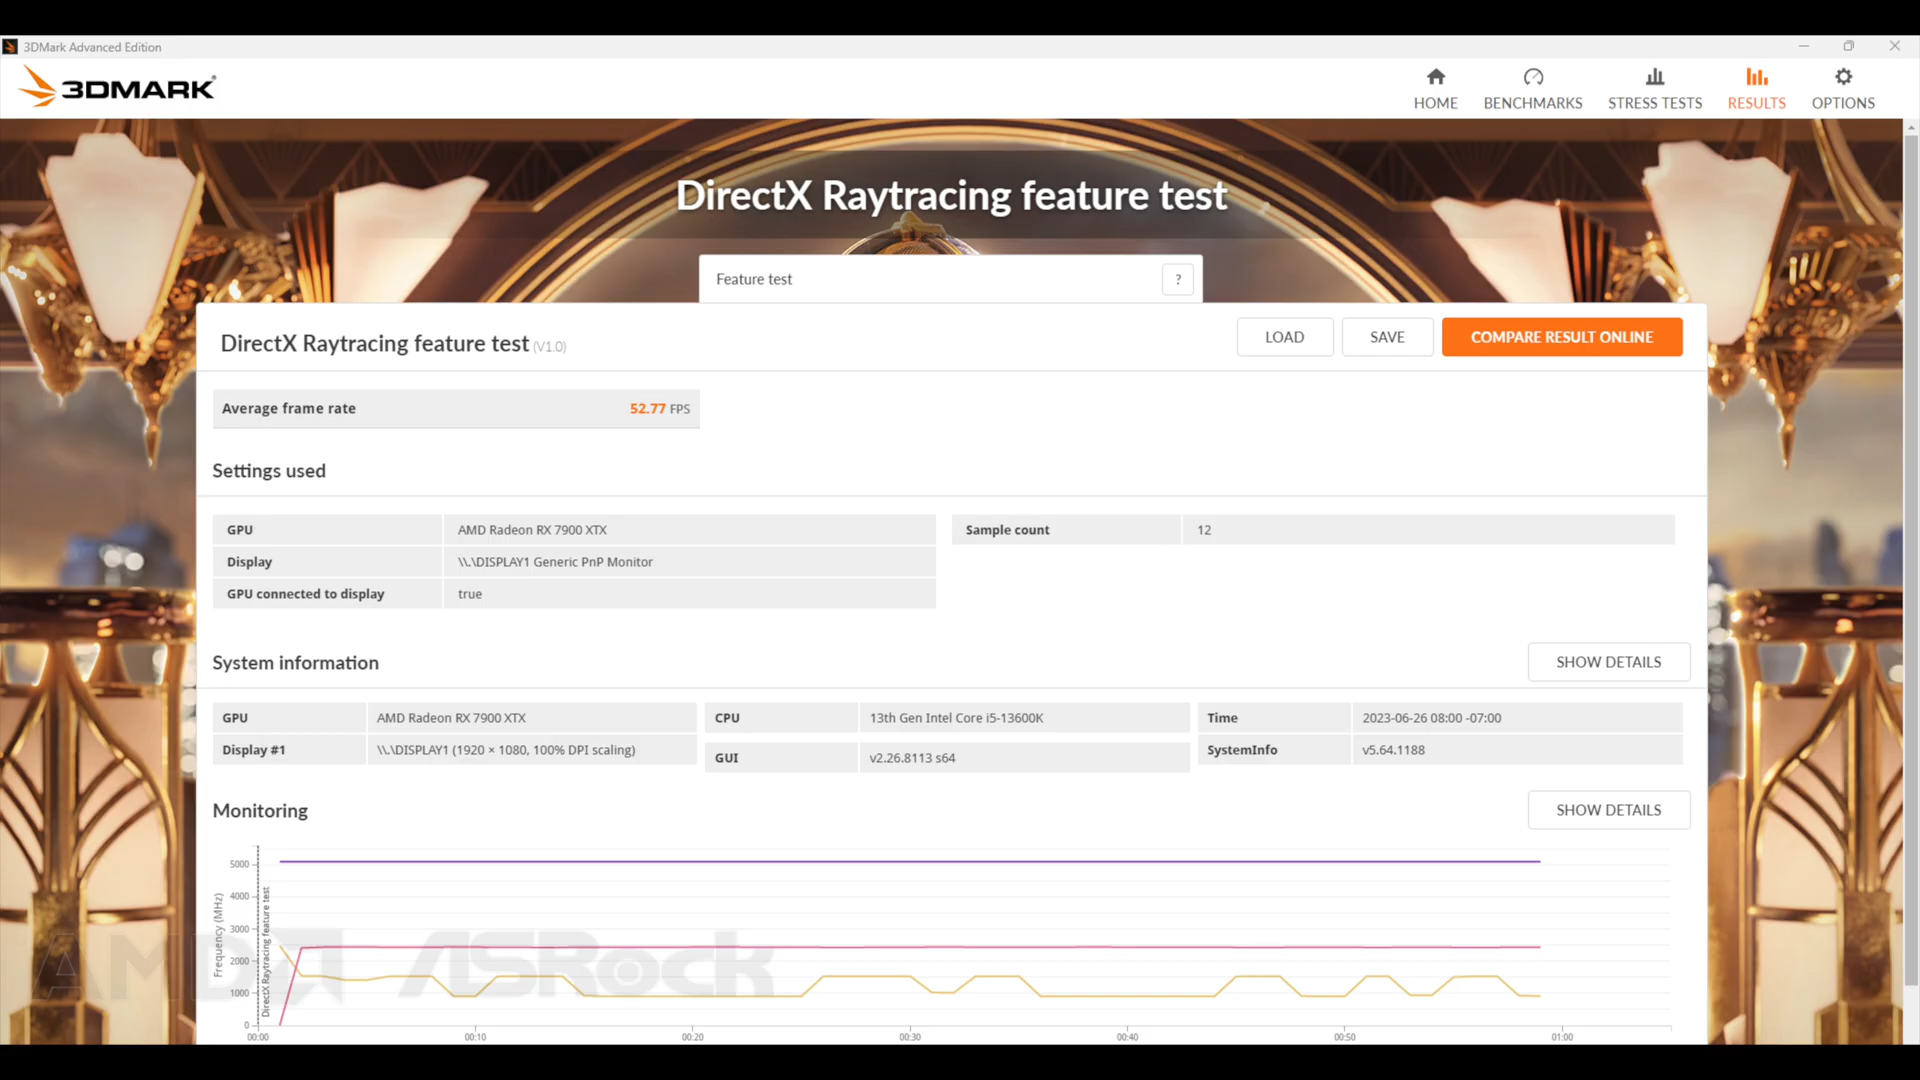 3DMark Advanced Edition
3DMARK®
HOME
BENCHMARKS
STRESS TESTS
RESULTS
OPTIONS
DirectX Raytracing feature test
Feature test
?
DirectX Raytracing feature test (V1.0)
LOAD
SAVE
COMPARE RESULT ONLINE
Average frame rate 52.77 FPS
Settings used
GPU AMD Radeon RX 7900 XTX
Display \\.\DISPLAY1 Generic PnP Monitor
GPU connected to display true
Sample count 12
System information
SHOW DETAILS
GPU AMD Radeon RX 7900 XTX
Display #1 \\.\DISPLAY1 (1920 × 1080, 100% DPI scaling)
CPU 13th Gen Intel Core i5-13600K
GUI v2.26.8113 s64
Time 2023-06-26 08:00 -07:00
SystemInfo v5.64.1188
Monitoring
SHOW DETAILS
Frequency (MHz)
5000
4000
3000
2000
1000
0
DirectX Raytracing feature test
00:00 00:10 00:20 00:30 00:40 00:50 01:00
AMD ASRock